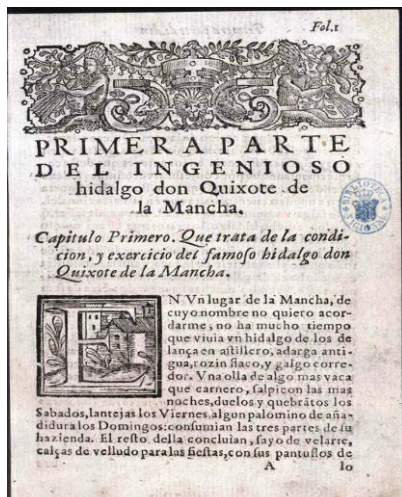 Fol.1
PRIMERA PARTE
DEL INGENIOSO
hidalgo don Quixote de
la Mancha.
Capitulo Primero. Que trata de la condi-
cion, y exercicio del famoso hidalgo don
Quixote de la Mancha.
EN Vn lugar de la Mancha, de
cuyo nombre no quiero acor-
darme, no ha mucho tiempo
que viuia vn hidalgo de los de
lança en astillero, adarga anti-
gua, rozin flaco, y galgo corre-
dor. Vna olla de algo mas vaca
que carnero, salpicon las mas
noches, duelos y quebrãtos los
Sabados, lantejas los Viernes, algun palomino de aña-
didura los Domingos: consumian las tres partes de su
hazienda. El resto della concluian, sayo de velarte,
calças de velludo para las fiestas, con sus pantuflos de
A lo
BIBLIOTECA